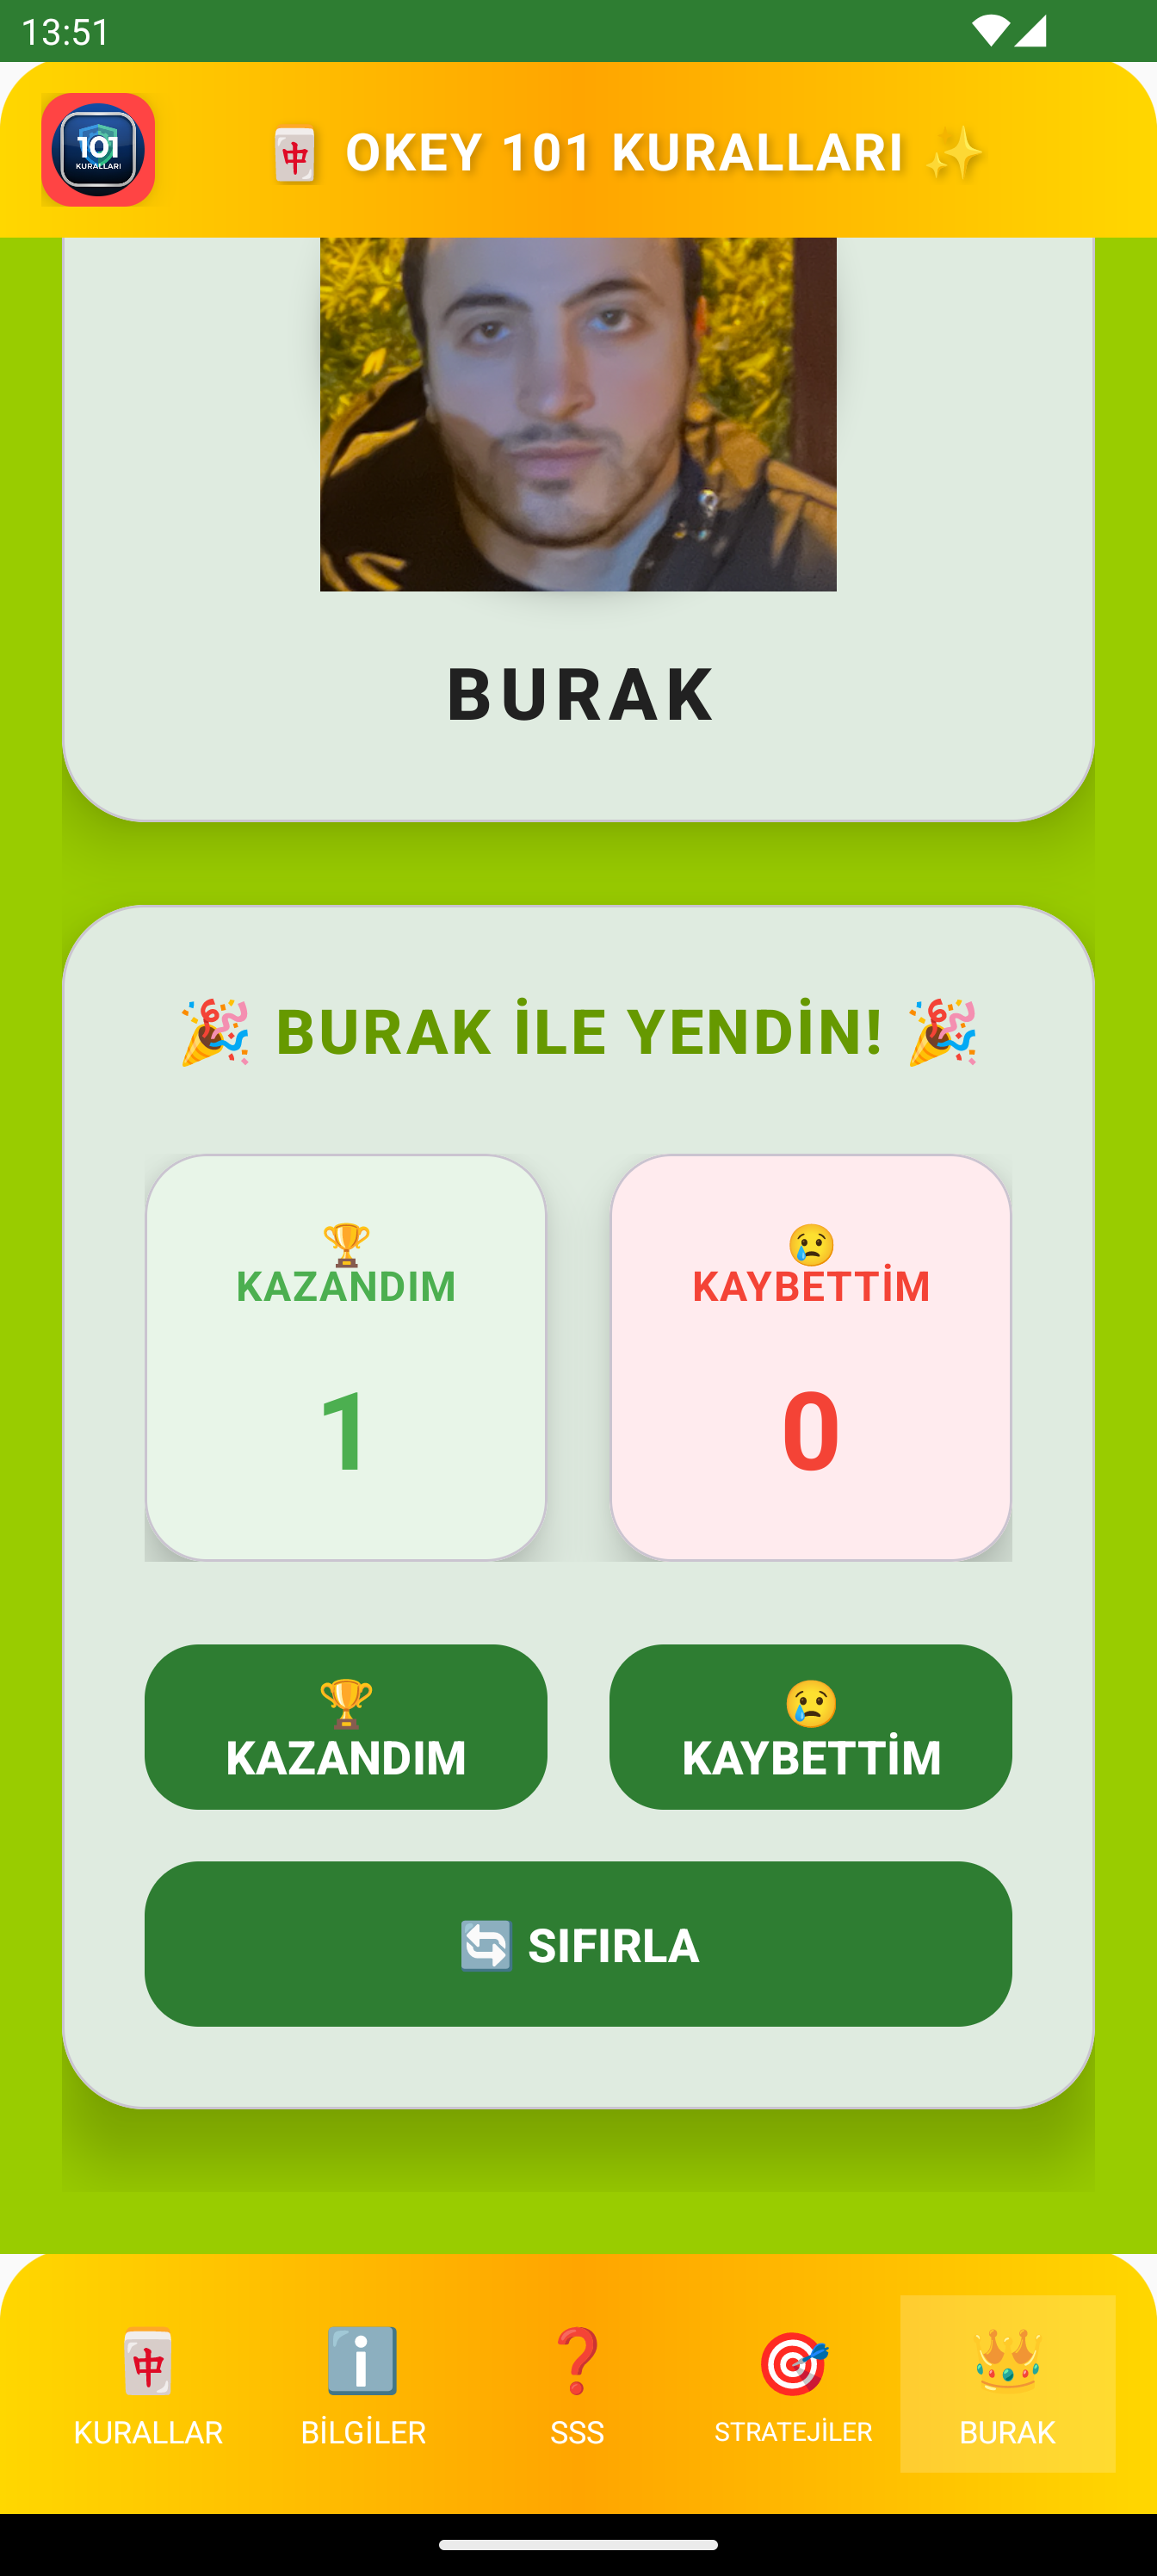 13:51
101
KURALLARI
🀄 OKEY 101 KURALLARI ✨
BURAK
🎉 BURAK İLE YENDİN! 🎉
🏆
KAZANDIM
1
😢
KAYBETTİM
0
🏆
KAZANDIM
😢
KAYBETTİM
🔄 SIFIRLA
KURALLAR
BİLGİLER
SSS
STRATEJİLER
BURAK